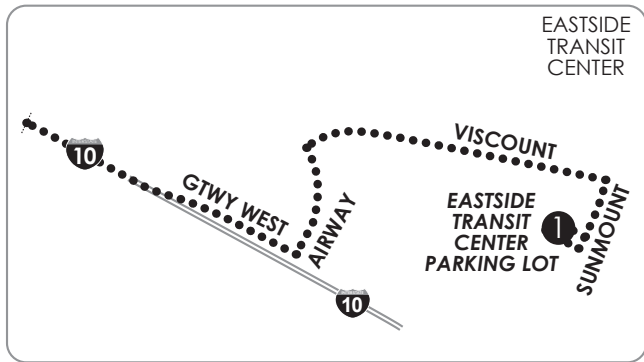 EASTSIDE
TRANSIT
CENTER
VISCOUNT
10
GTWY WEST
AIRWAY
EASTSIDE
TRANSIT
CENTER
PARKING LOT
1
SUNMOUNT
10